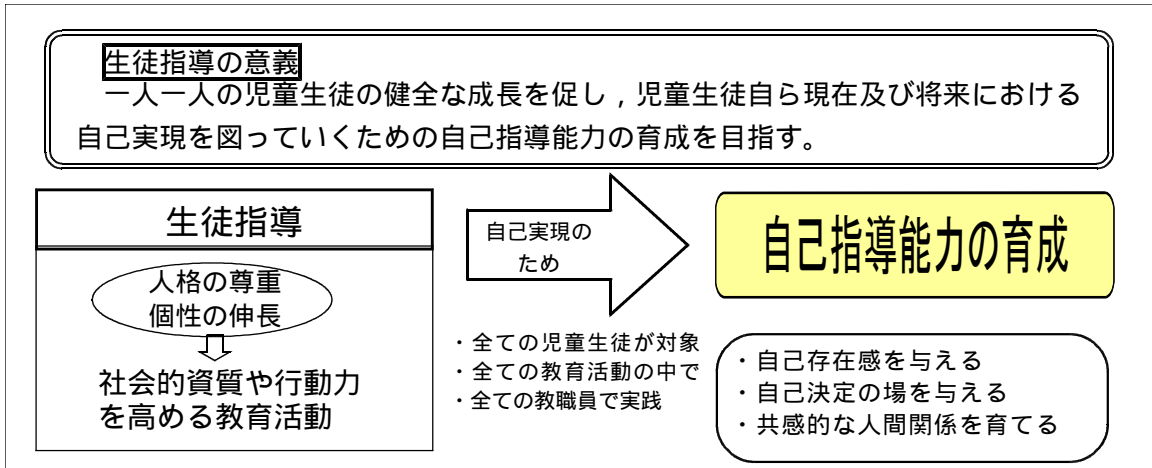 生徒指導の意義
一人一人の児童生徒の健全な成長を促し，児童生徒自ら現在及び将来における
自己実現を図っていくための自己指導能力の育成を目指す。
生徒指導
人格の尊重
個性の伸長
社会的資質や行動力
を高める教育活動
自己実現の
ため
・全ての児童生徒が対象
・全ての教育活動の中で
・全ての教職員で実践
自己指導能力の育成
・自己存在感を与える
・自己決定の場を与える
・共感的な人間関係を育てる